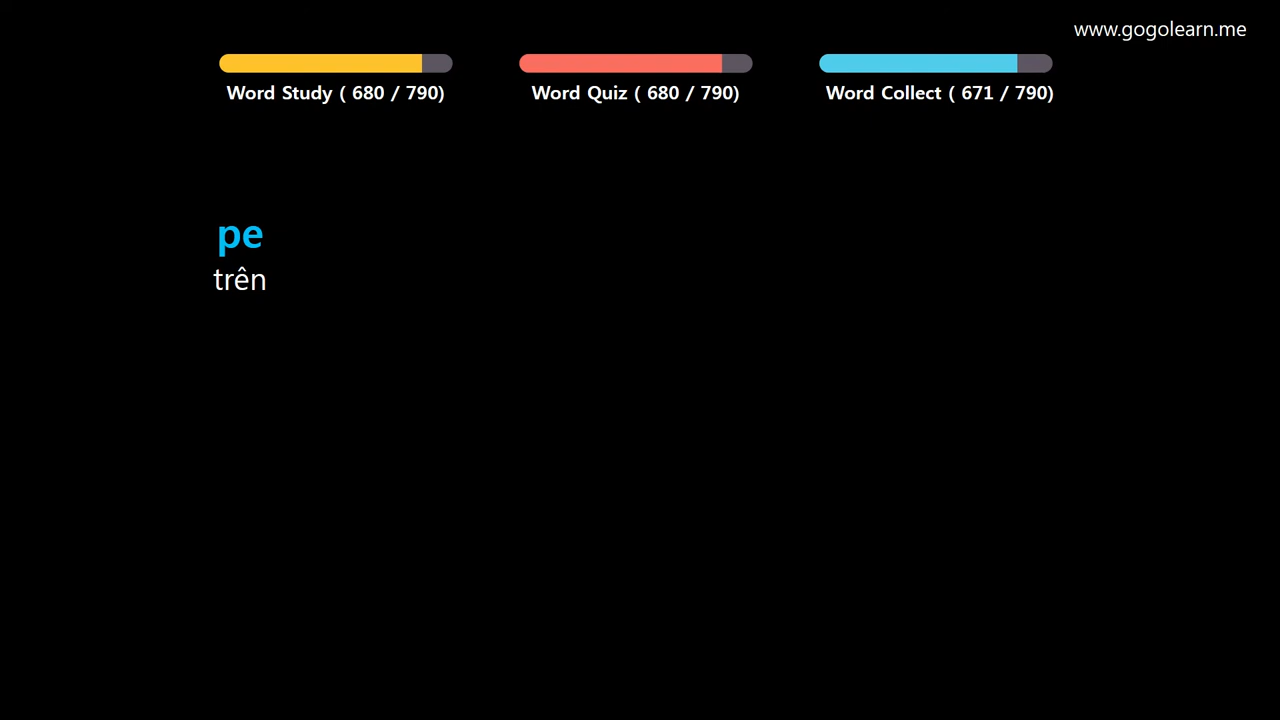 www.gogolearn.me
Word Study ( 680 / 790)
Word Quiz ( 680 / 790)
Word Collect ( 671 / 790)
pe
trên